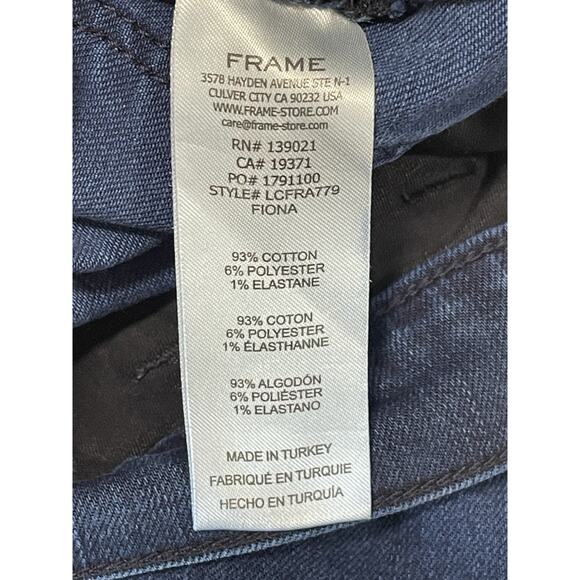 FRAME
3578 HAYDEN AVENUE STE N-1
CULVER CITY CA 90232 USA
WWW.FRAME-STORE.COM
care@frame-store.com
RN# 139021
CA# 19371
PO# 1791100
STYLE# LCFRA779
FIONA
93% COTTON
6% POLYESTER
1% ELASTANE
93% COTON
6% POLYESTER
1% ÉLASTHANNE
93% ALGODÓN
6% POLIÉSTER
1% ELASTANO
MADE IN TURKEY
FABRIQUÉ EN TURQUIE
HECHO EN TURQUÍA